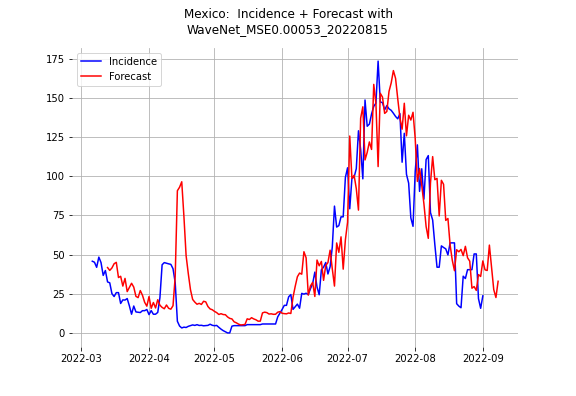 Mexico:  Incidence + Forecast with
WaveNet_MSE0.00053_20220815
Incidence
Forecast
175
150
125
100
75
50
25
0
2022-03 2022-04 2022-05 2022-06 2022-07 2022-08 2022-09